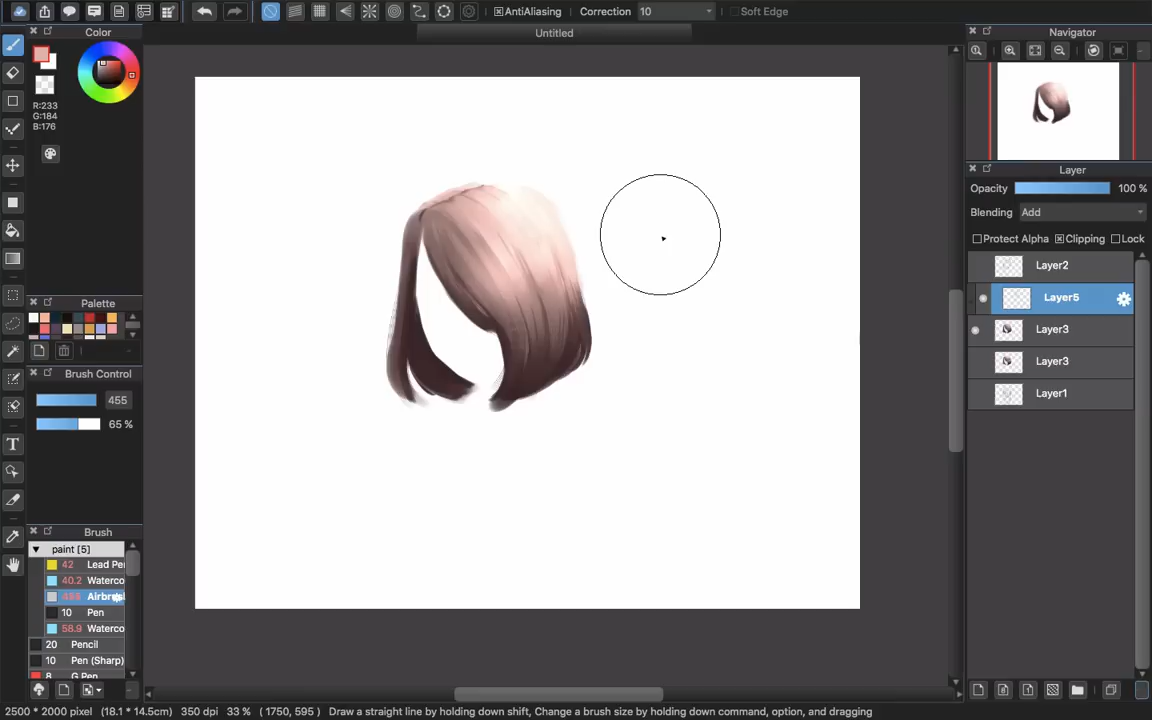 AntiAliasing Correction 10 Soft Edge
Untitled
Color
R:233
G:184
B:176
Palette
Brush Control
455
65 %
Brush
paint [5]
42 Lead Pe
40.2 Waterco
Airbru
10 Pen
58.9 Waterco
20 Pencil
10 Pen (Sharp)
8 G Pen
Navigator
Layer
Opacity 100 %
Blending Add
Protect Alpha Clipping Lock
Layer2
Layer5
Layer3
Layer3
Layer1
2500 * 2000 pixel (18.1 * 14.5cm) 350 dpi 33 % ( 1750, 595 ) Draw a straight line by holding down shift, Change a brush size by holding down command, option, and dragging